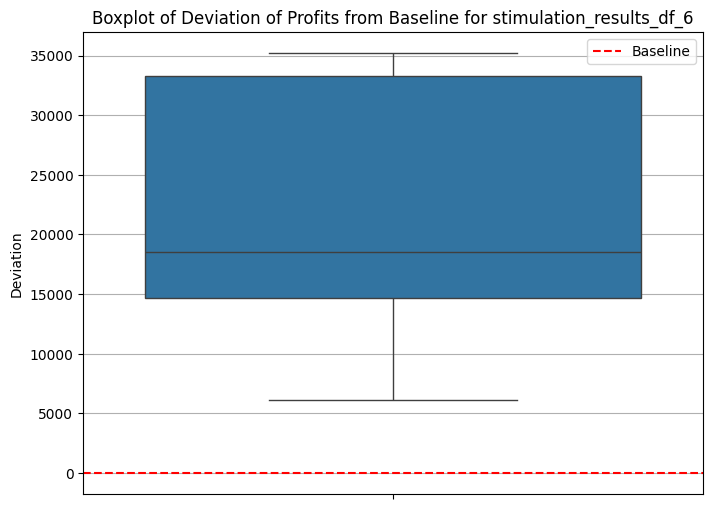 Boxplot of Deviation of Profits from Baseline for stimulation_results_df_6
Baseline
35000
30000
25000
20000
15000
10000
5000
0
Deviation